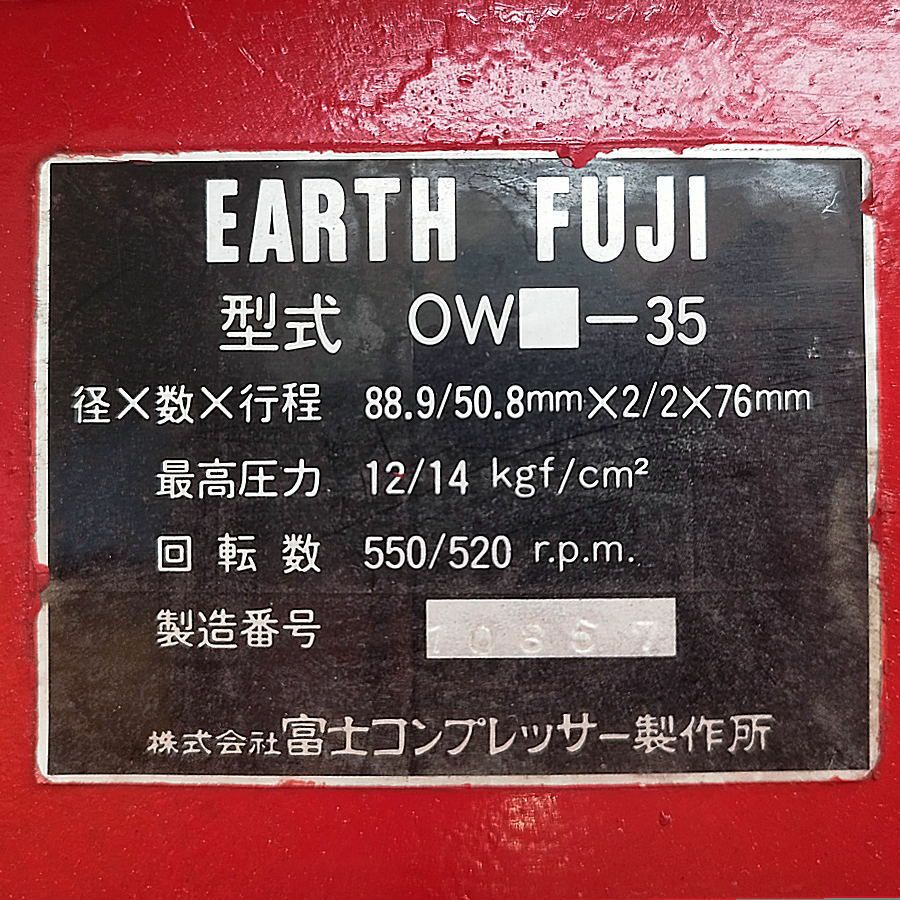 EARTH FUJI
型式 OW -35
径×数×行程 88.9/50.8mm×2/2×76mm
最高圧力 12/14 kgf/cm²
回転数 550/520 r.p.m.
製造番号
株式会社富士コンプレッサー製作所